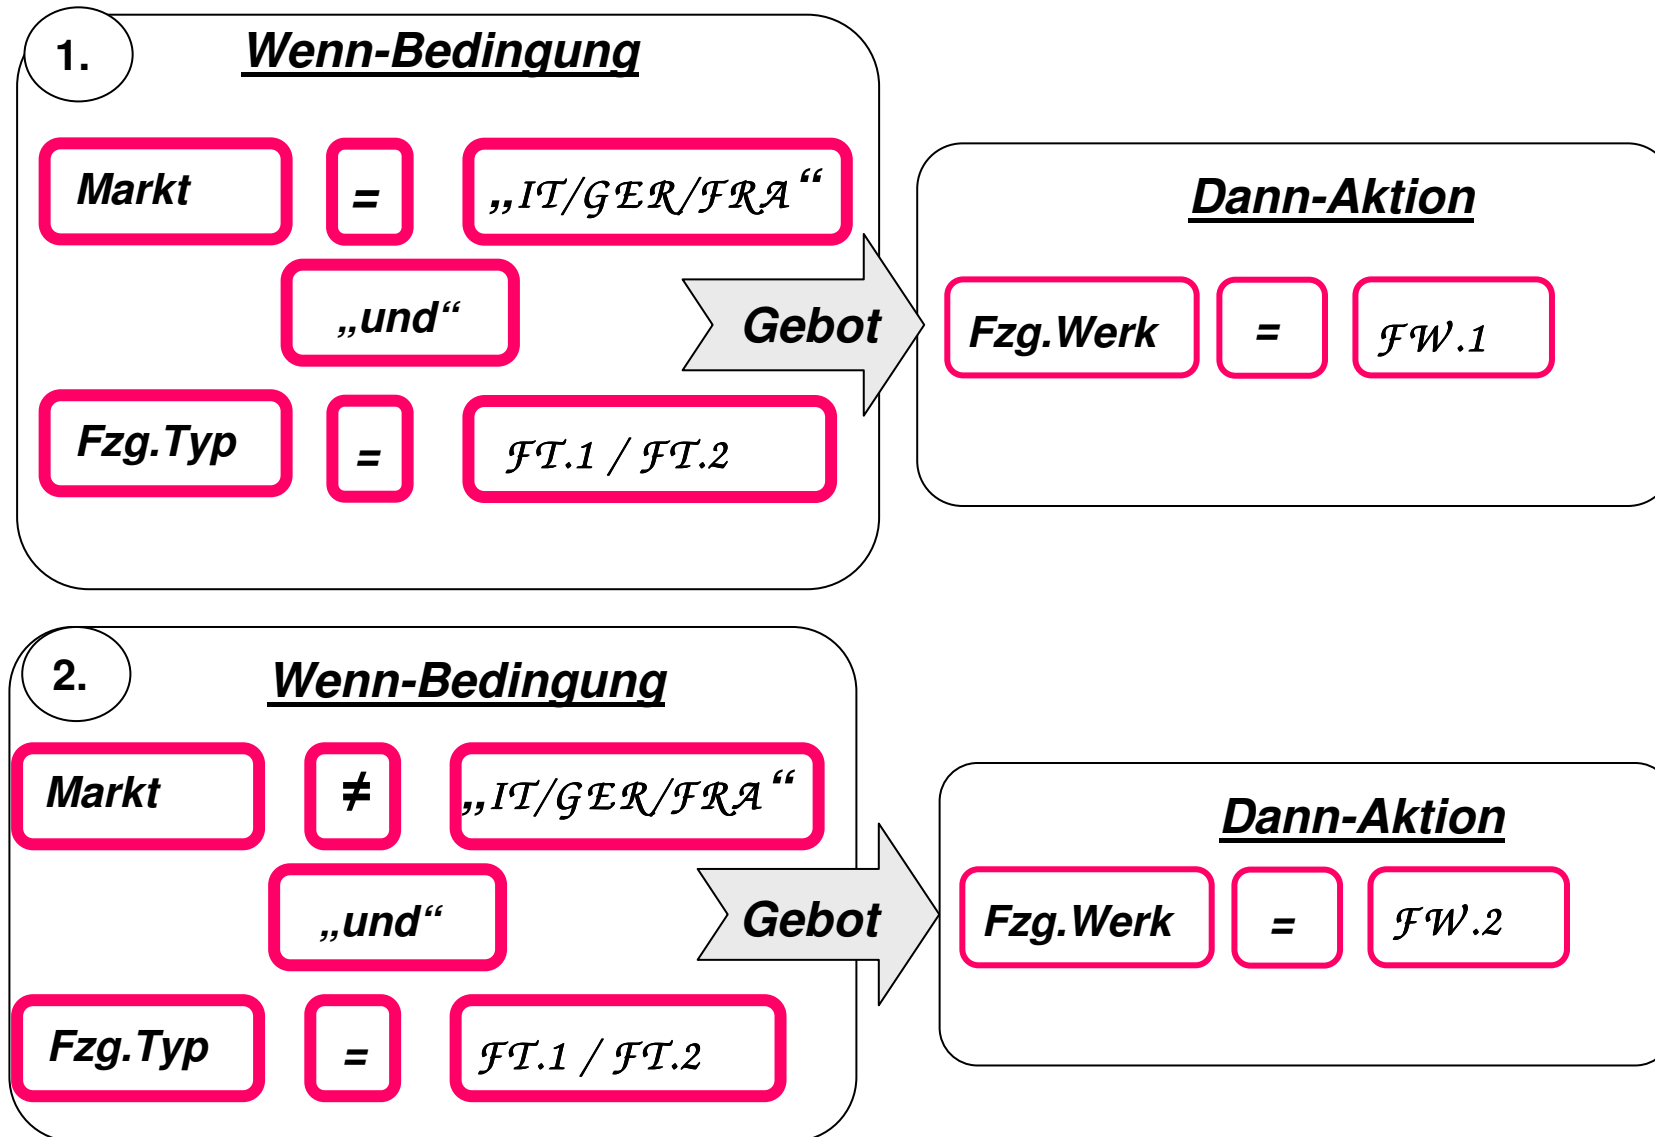 1.
Wenn-Bedingung
Markt = „IT/GER/FRA“
„und“
Fzg.Typ = FT.1 / FT.2
Gebot
Dann-Aktion
Fzg.Werk = FW.1
2.
Wenn-Bedingung
Markt ≠ „IT/GER/FRA“
„und“
Fzg.Typ = FT.1 / FT.2
Gebot
Dann-Aktion
Fzg.Werk = FW.2